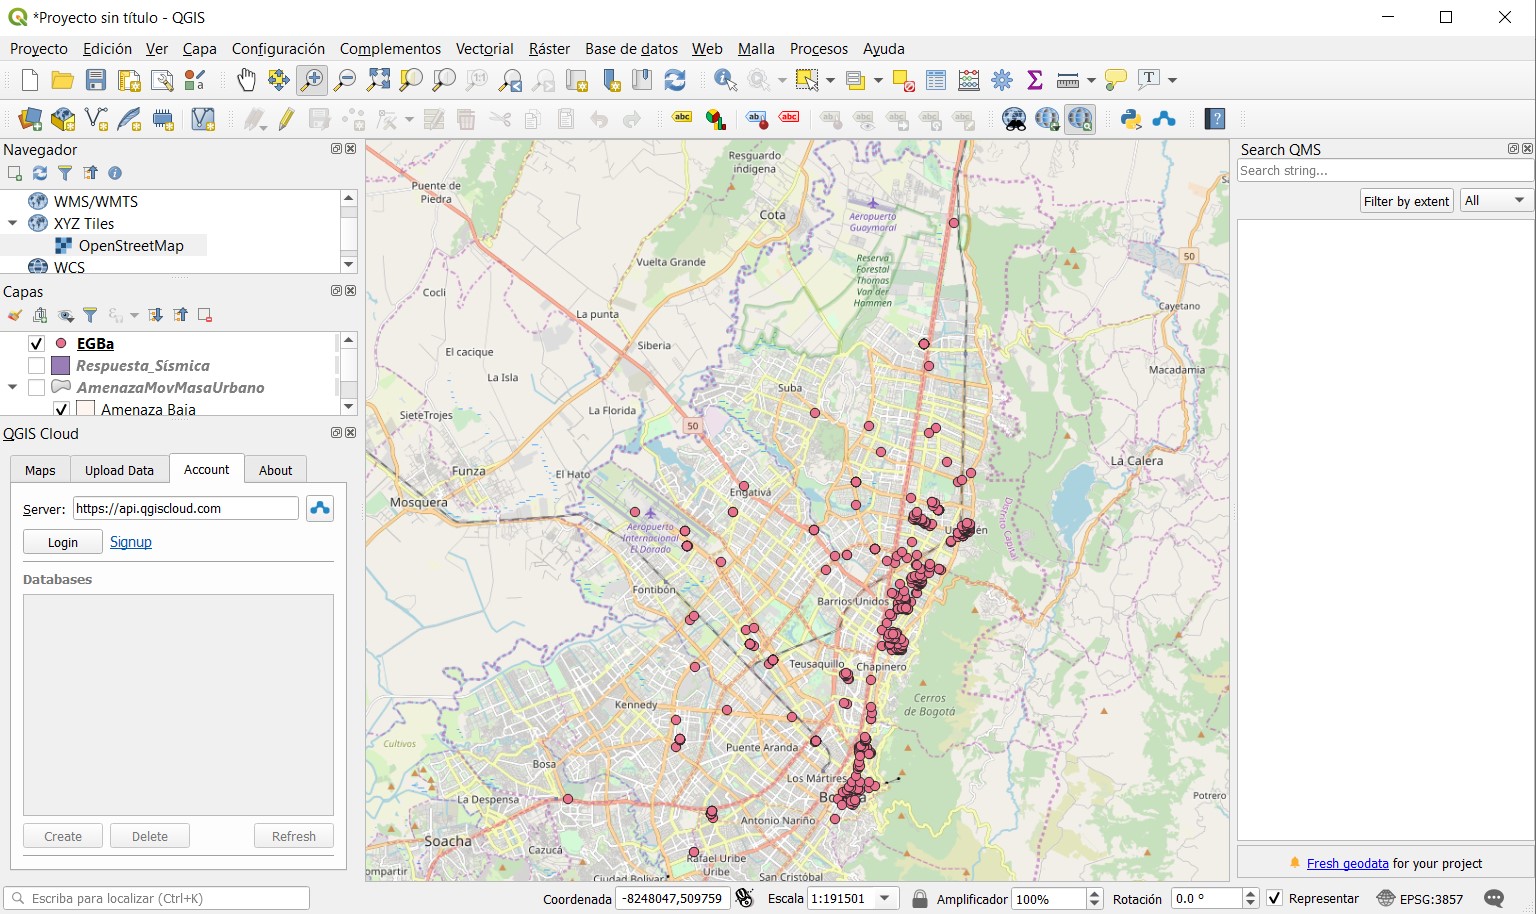 *Proyecto sin título - QGIS
Proyecto Edición Ver Capa Configuración Complementos Vectorial Ráster Base de datos Web Malla Procesos Ayuda
Navegador
WMS/WMTS
XYZ Tiles
OpenStreetMap
WCS
Capas
EGBa
Respuesta_Sísmica
AmenazaMovMasaUrbano
Amenaza Baja
QGIS Cloud
Maps Upload Data Account About
Server: https://api.qgiscloud.com
Login Signup
Databases
Create Delete Refresh
Resguardo
indígena
Puente de
Piedra
Cota
Aeropuerto
Guaymaral
Vuelta Grande
Reserva
Forestal
Thomas
Van der
Hammen
50
Cocli
Cayetano
La punta
Siberia
El cacique
La Isla
Suba
Macadamia
La Florida
SieteTrojes
50
La Calera
Funza
El Hato
Engativá
Mosquera
Aeropuerto
Internacional
El Dorado
Distrito Capital
Fontibón
Barrios Unidos
Teusaquillo
Chapinero
Cerros
de Bogotá
Kennedy
Cultivos
Puente Aranda
Bosa
Los Mártires
La Despensa
Potrero
Antonio Nariño
Soacha
Cazucá
Rafael Uribe
Ciudad Bolívar
San Cristóbal
Search QMS
Search string...
Filter by extent All
Fresh geodata for your project
Escriba para localizar (Ctrl+K) Coordenada -8248047,509759 Escala 1:191501 Amplificador 100% Rotación 0.0 ° Representar EPSG:3857